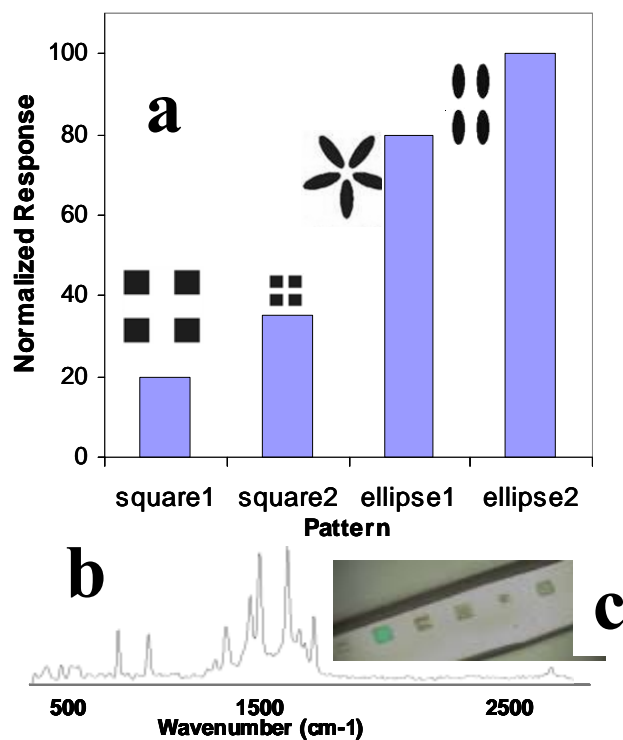 100
80
60
40
20
0
Normalized Response
a
square1 square2 ellipse1 ellipse2
Pattern
b
c
500 1500 2500
Wavenumber (cm-1)